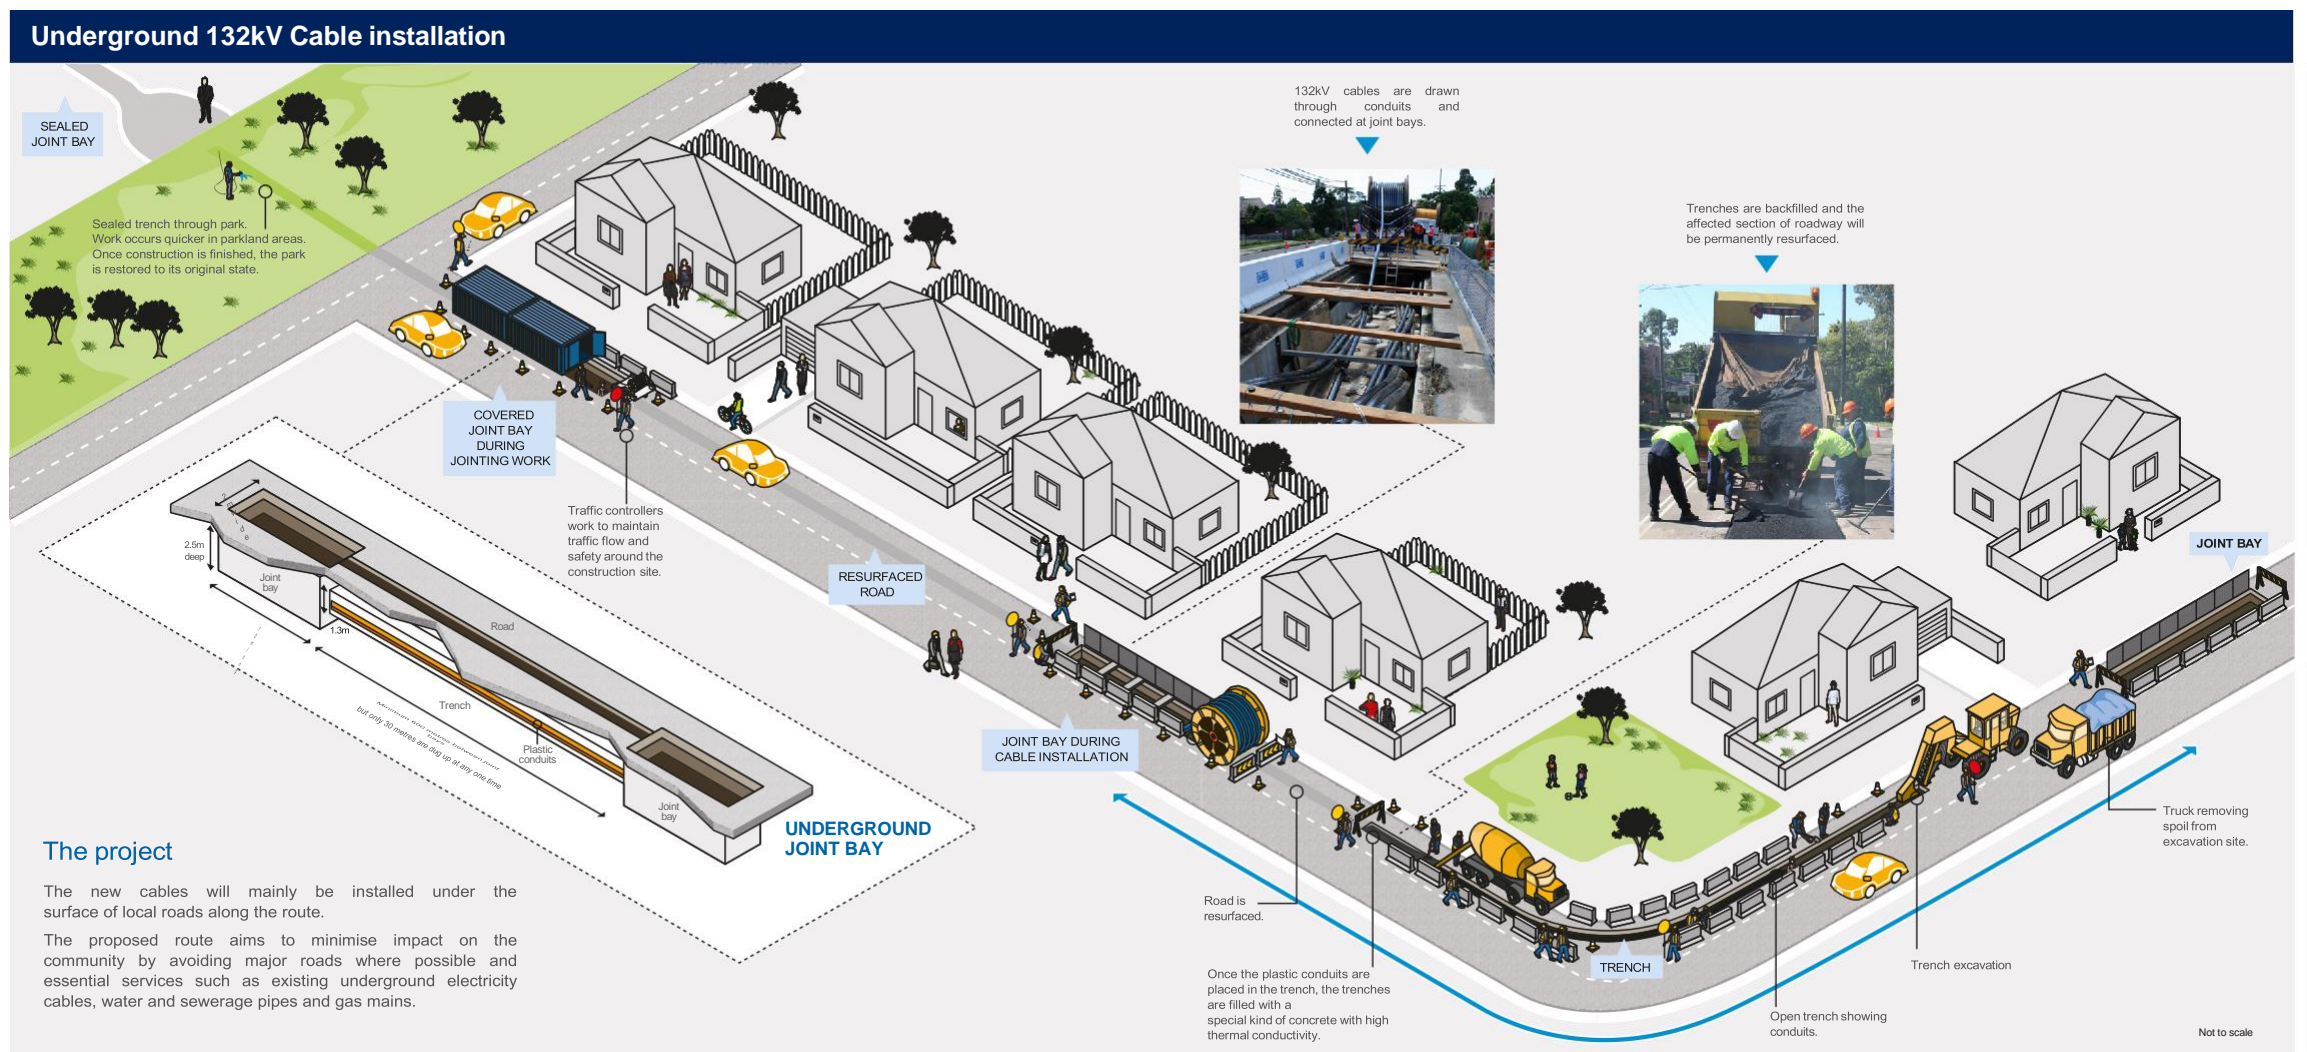 Underground 132kV Cable installation
SEALED
JOINT BAY
Sealed trench through park.
Work occurs quicker in parkland areas.
Once construction is finished, the park
is restored to its original state.
132kV cables are drawn
through conduits and
connected at joint bays.
Trenches are backfilled and the
affected section of roadway will
be permanently resurfaced.
COVERED
JOINT BAY
DURING
JOINTING WORK
Traffic controllers
work to maintain
traffic flow and
safety around the
construction site.
RESURFACED
ROAD
JOINT BAY
2.5m
deep
Joint
bay
1.3m
Road
Trench
Plastic
conduits
but only 30 metres are dug up at any one time
Joint
bay
UNDERGROUND
JOINT BAY
JOINT BAY DURING
CABLE INSTALLATION
The project
The new cables will mainly be installed under the
surface of local roads along the route.
The proposed route aims to minimise impact on the
community by avoiding major roads where possible and
essential services such as existing underground electricity
cables, water and sewerage pipes and gas mains.
Road is
resurfaced.
Once the plastic conduits are
placed in the trench, the trenches
are filled with a
special kind of concrete with high
thermal conductivity.
TRENCH
Open trench showing
conduits.
Trench excavation
Truck removing
spoil from
excavation site.
Not to scale